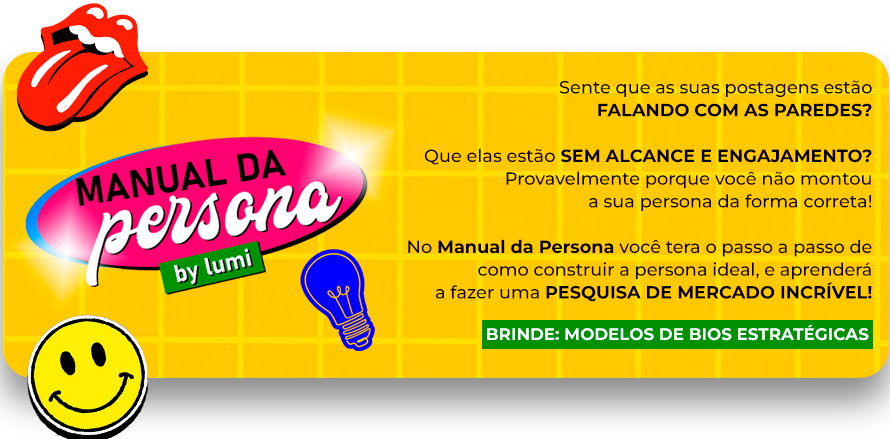 MANUAL DA
persona
by lumi
Sente que as suas postagens estão
FALANDO COM AS PAREDES?
Que elas estão SEM ALCANCE E ENGAJAMENTO?
Provavelmente porque você não montou
a sua persona da forma correta!
No Manual da Persona você tera o passo a passo de
como construir a persona ideal, e aprenderá
a fazer uma PESQUISA DE MERCADO INCRÍVEL!
BRINDE: MODELOS DE BIOS ESTRATÉGICAS